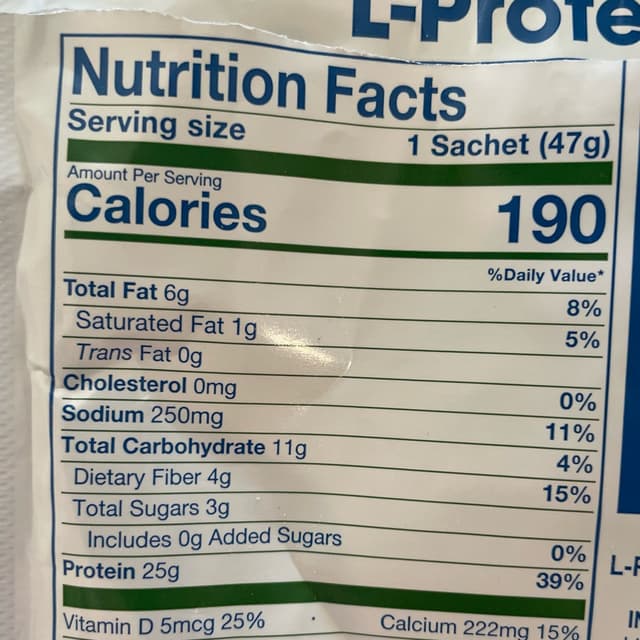 L-Prote
Nutrition Facts
Serving size 1 Sachet (47g)
Amount Per Serving
Calories 190
%Daily Value*
Total Fat 6g 8%
Saturated Fat 1g 5%
Trans Fat 0g
Cholesterol 0mg 0%
Sodium 250mg 11%
Total Carbohydrate 11g 4%
Dietary Fiber 4g 15%
Total Sugars 3g
Includes 0g Added Sugars 0%
Protein 25g 39%
Vitamin D 5mcg 25% Calcium 222mg 15%